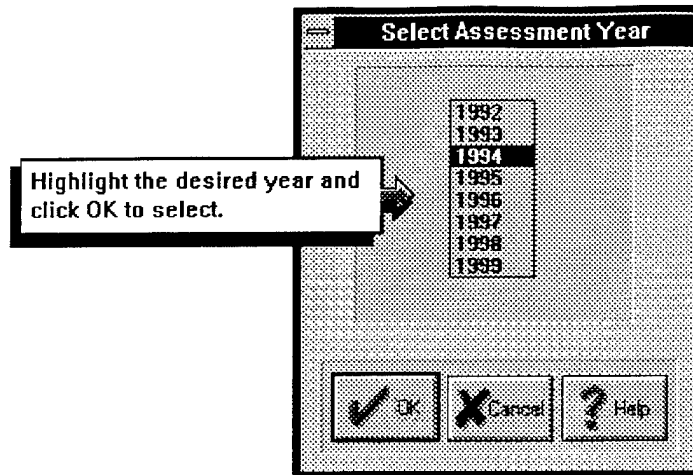 Select Assessment Year
1992
1993
1994
1995
1996
1997
1998
1999
Highlight the desired year and
click OK to select.
OK
Cancel
Help